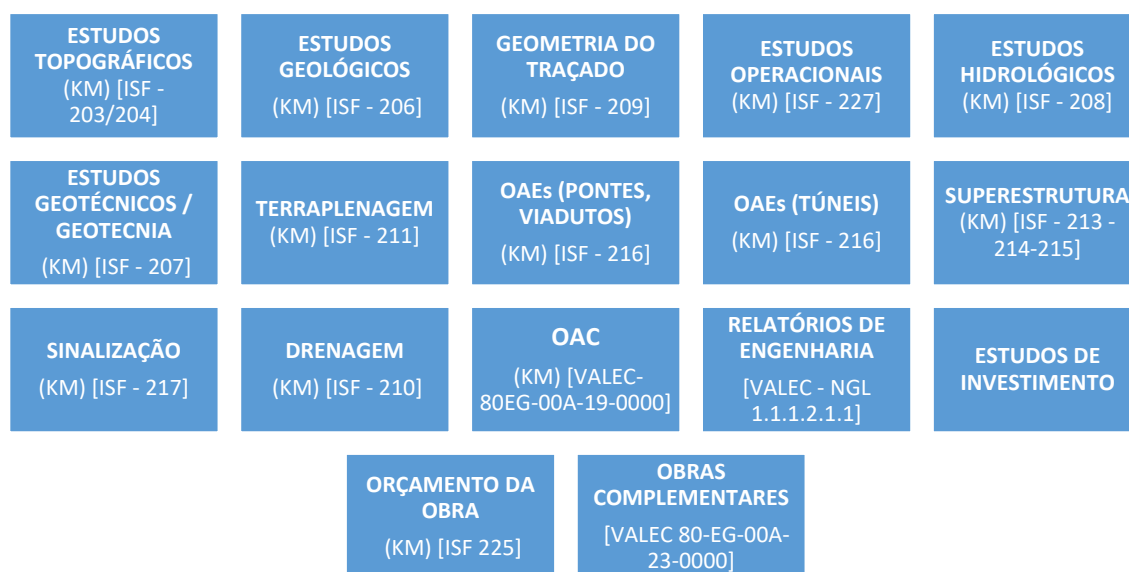 ESTUDOS
TOPOGRÁFICOS
(KM) [ISF -
203/204]
ESTUDOS
GEOLÓGICOS
(KM) [ISF - 206]
GEOMETRIA DO
TRAÇADO
(KM) [ISF - 209]
ESTUDOS
OPERACIONAIS
(KM) [ISF - 227]
ESTUDOS
HIDROLÓGICOS
(KM) [ISF - 208]
ESTUDOS
GEOTÉCNICOS /
GEOTECNIA
(KM) [ISF - 207]
TERRAPLENAGEM
(KM) [ISF - 211]
OAEs (PONTES,
VIADUTOS)
(KM) [ISF - 216]
OAEs (TÚNEIS)
(KM) [ISF - 216]
SUPERESTRUTURA
(KM) [ISF - 213 -
214-215]
SINALIZAÇÃO
(KM) [ISF - 217]
DRENAGEM
(KM) [ISF - 210]
OAC
(KM) [VALEC-
80EG-00A-19-0000]
RELATÓRIOS DE
ENGENHARIA
[VALEC - NGL
1.1.1.2.1.1]
ESTUDOS DE
INVESTIMENTO
ORÇAMENTO DA
OBRA
(KM) [ISF 225]
OBRAS
COMPLEMENTARES
[VALEC 80-EG-00A-
23-0000]